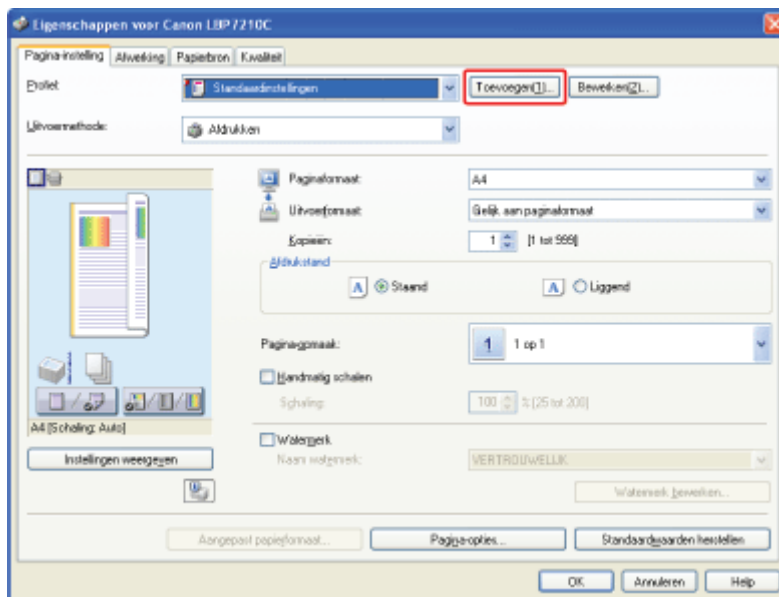 Eigenschappen voor Canon LBP7210C
Pagina-instelling Afwerking Papierbron Kwaliteit
Profiel: Standaardinstellingen Toevoegen(1)... Bewerken(2)...
Uitvoermethode: Afdrukken
Paginaformaat: A4
Uitvoerformaat: Gelijk aan paginaformaat
Kopieën: 1 [1 tot 999]
Afdrukstand
A Staand A Liggend
Pagina-opmaak: 1 1 op 1
Handmatig schalen
Schaling: 100 % [25 tot 200]
A4 [Schaling: Auto]
Watermerk
Instellingen weergeven
Naam watermerk: VERTROUWELIJK
Watermerk bewerken...
Aangepast papierformaat... Pagina-opties... Standaardwaarden herstellen
OK Annuleren Help